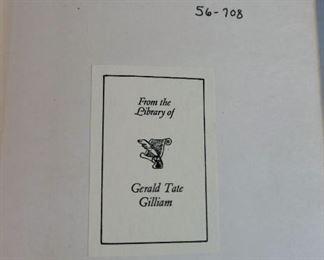 56-708
From the
Library of
Gerald Tate
Gilliam